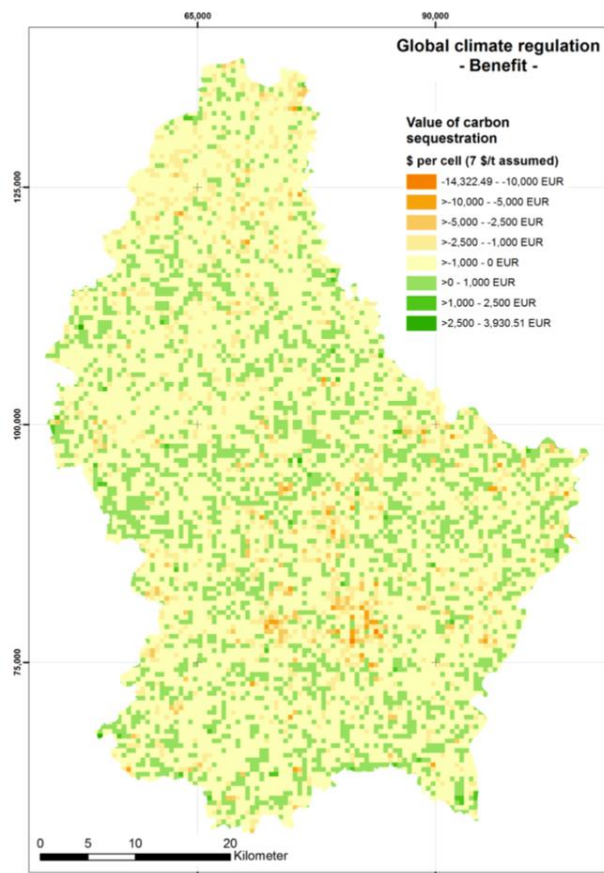 65,000
90,000
Global climate regulation
- Benefit -
Value of carbon
sequestration
$ per cell (7 $/t assumed)
-14,322.49 - -10,000 EUR
>-10,000 - -5,000 EUR
>-5,000 - -2,500 EUR
>-2,500 - -1,000 EUR
>-1,000 - 0 EUR
>0 - 1,000 EUR
>1,000 - 2,500 EUR
>2,500 - 3,930.51 EUR
125,000
100,000
75,000
0 5 10 20
Kilometer